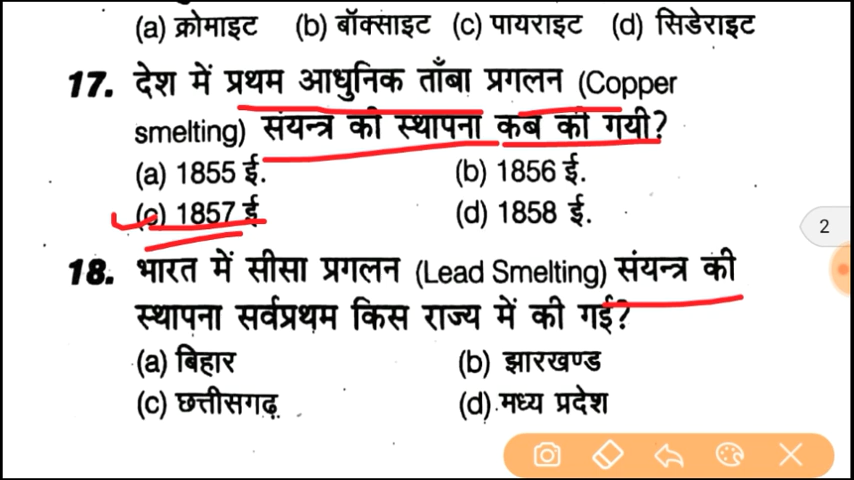 (a) क्रोमाइट (b) बॉक्साइट (c) पायराइट (d) सिडेराइट
17. देश में प्रथम आधुनिक ताँबा प्रगलन (Copper
smelting) संयन्त्र की स्थापना कब की गयी?
(a) 1855 ई. (b) 1856 ई.
(c) 1857 ई. (d) 1858 ई.
2
18. भारत में सीसा प्रगलन (Lead Smelting) संयन्त्र की
स्थापना सर्वप्रथम किस राज्य में की गई?
(a) बिहार (b) झारखण्ड
(c) छत्तीसगढ़ (d) मध्य प्रदेश